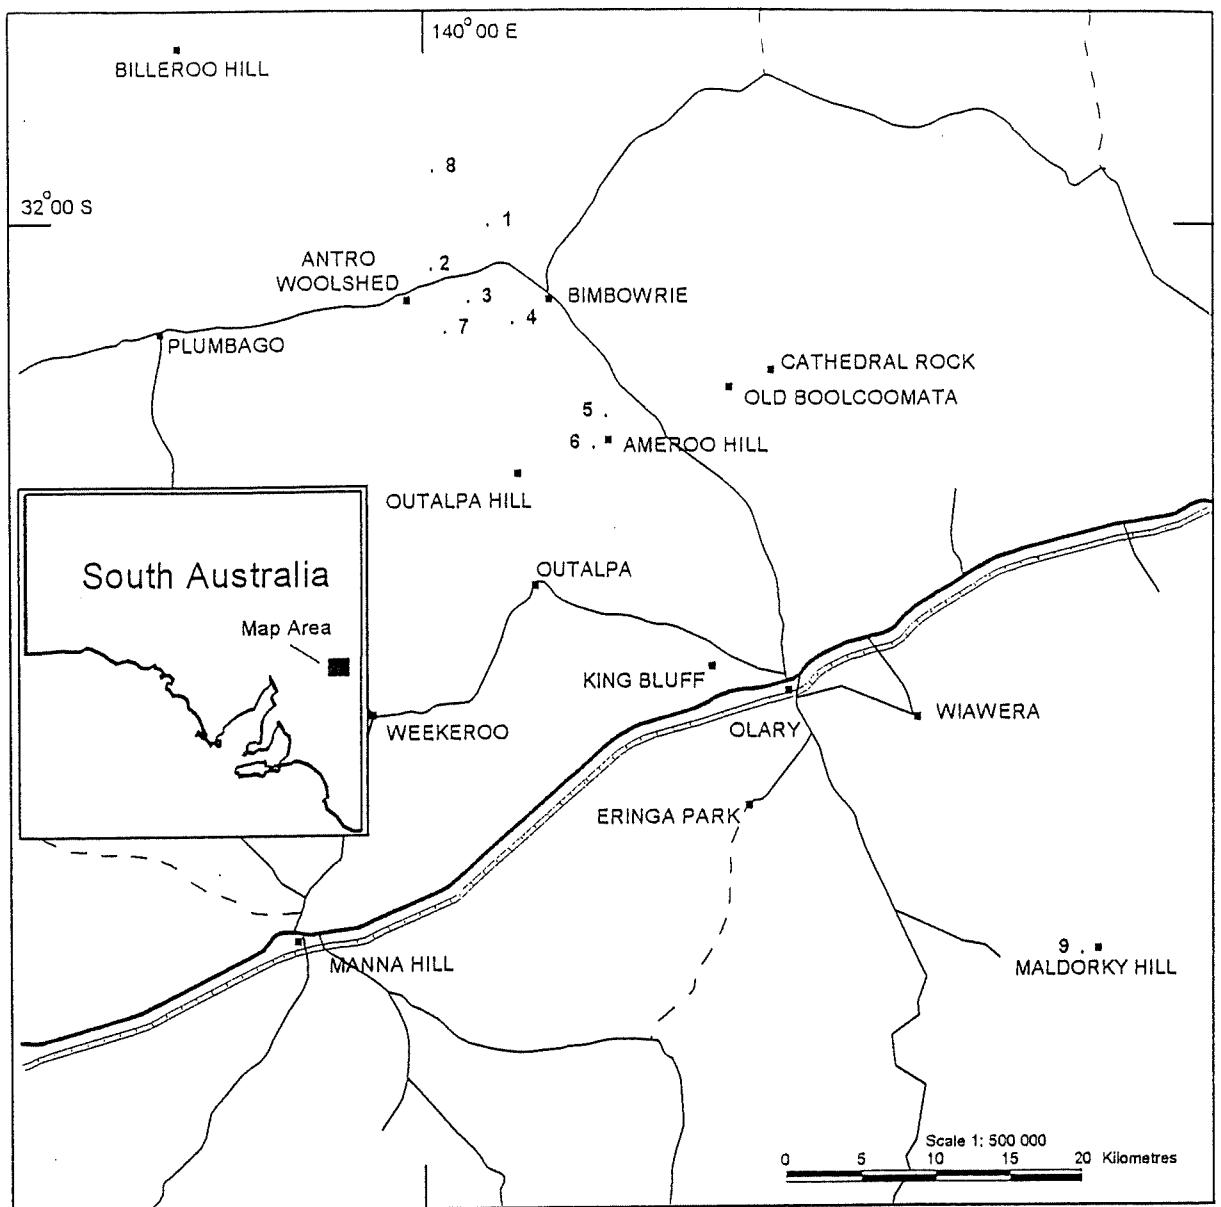 140°00 E
BILLEROO HILL
8
32°00 S
1
ANTRO
WOOLSHED
2
3
BIMBOWRIE
4
7
PLUMBAGO
CATHEDRAL ROCK
OLD BOOLCOOMATA
5
6
AMEROO HILL
OUTALPA HILL
South Australia
Map Area
OUTALPA
KING BLUFF
WEEKEROO
OLARY
WIAWERA
ERINGA PARK
MANNA HILL
9
MALDORKY HILL
Scale 1: 500 000
0 5 10 15 20 Kilometres